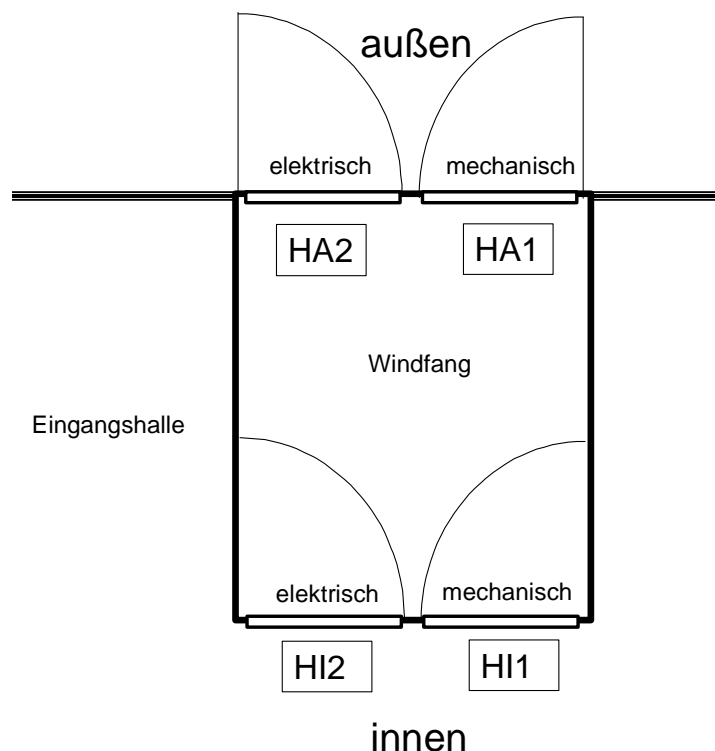 außen
elektrisch mechanisch
HA2 HA1
Windfang
Eingangshalle
elektrisch mechanisch
HI2 HI1
innen